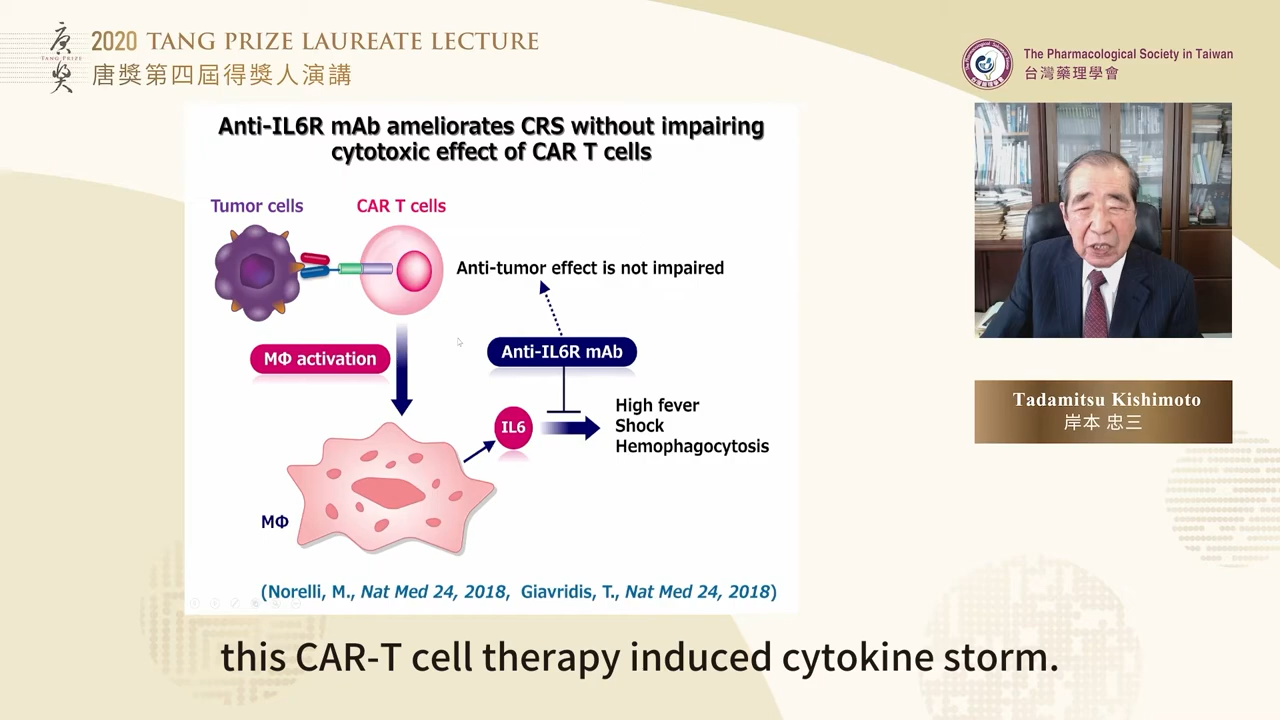 庚獎
TANG PRIZE
2020 TANG PRIZE LAUREATE LECTURE
唐獎第四屆得獎人演講
The Pharmacological Society in Taiwan
台灣藥理學會
Anti-IL6R mAb ameliorates CRS without impairing
cytotoxic effect of CAR T cells
Tumor cells
CAR T cells
Anti-tumor effect is not impaired
MΦ activation
Anti-IL6R mAb
IL6
High fever
Shock
Hemophagocytosis
MΦ
(Norelli, M., Nat Med 24, 2018, Giavridis, T., Nat Med 24, 2018)
Tadamitsu Kishimoto
岸本 忠三
this CAR-T cell therapy induced cytokine storm.